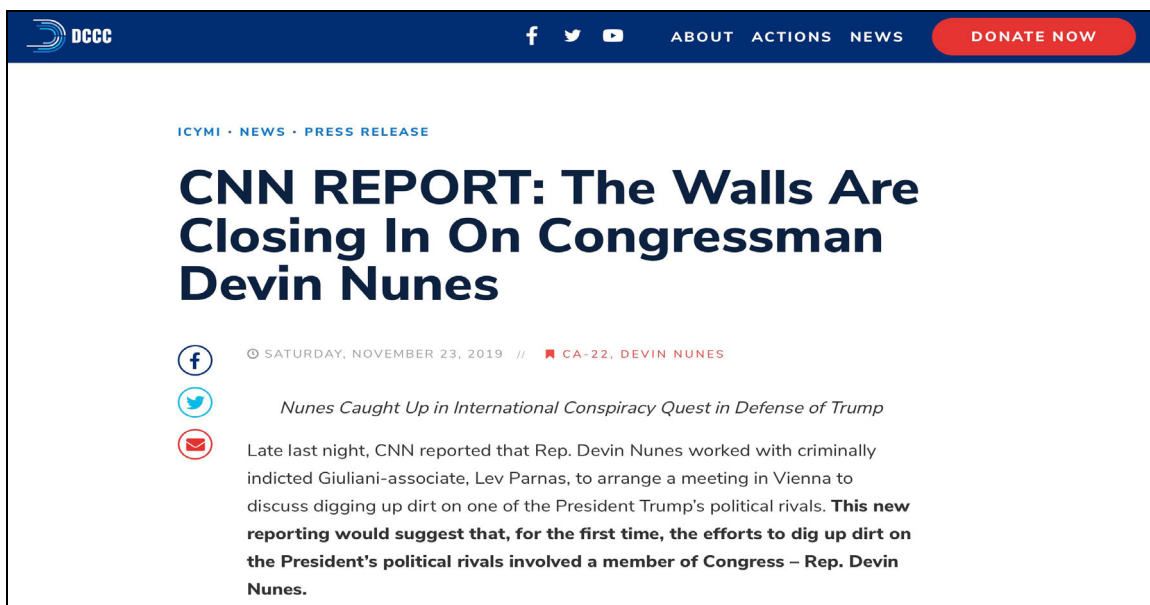 DCCC
ABOUT ACTIONS NEWS DONATE NOW
ICYMI · NEWS · PRESS RELEASE
CNN REPORT: The Walls Are
Closing In On Congressman
Devin Nunes
SATURDAY, NOVEMBER 23, 2019 // CA-22, DEVIN NUNES
Nunes Caught Up in International Conspiracy Quest in Defense of Trump
Late last night, CNN reported that Rep. Devin Nunes worked with criminally
indicted Giuliani-associate, Lev Parnas, to arrange a meeting in Vienna to
discuss digging up dirt on one of the President Trump’s political rivals. This new
reporting would suggest that, for the first time, the efforts to dig up dirt on
the President’s political rivals involved a member of Congress – Rep. Devin
Nunes.